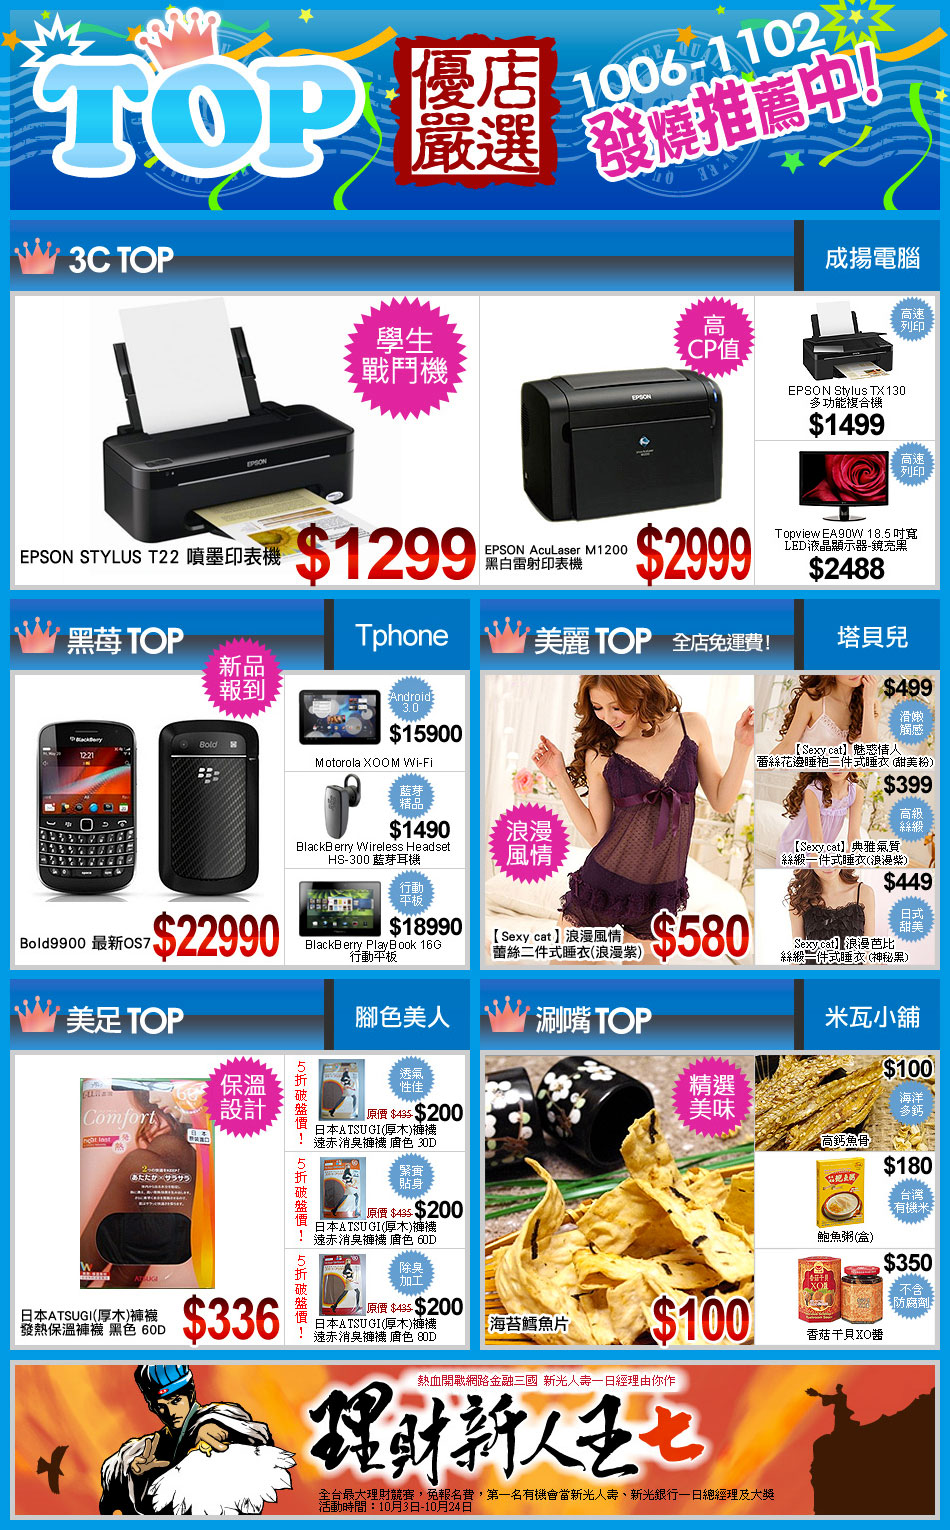 TOP
優店
嚴選
1006-1102
發燒推薦中!
3C TOP
成揚電腦
學生
戰鬥機
EPSON STYLUS T22 噴墨印表機
$1299
高
CP值
EPSON
EPSON AcuLaser M1200
黑白雷射印表機
$2999
高速
列印
EPSON Stylus TX130
多功能複合機
$1499
高速
列印
Topview EA90W 18.5 吋寬
LED液晶顯示器-鏡亮黑
$2488
黑莓 TOP
Tphone
新品
報到
BlackBerry
12:21
Bold
Bold9900 最新OS7
$22990
Android
3.0
$15900
Motorola XOOM Wi-Fi
藍芽
精品
$1490
BlackBerry Wireless Headset
HS-300 藍芽耳機
行動
平板
$18990
BlackBerry PlayBook 16G
行動平板
美麗 TOP
全店免運費!
塔貝兒
浪漫
風情
【Sexy cat】浪漫風情
蕾絲二件式睡衣(浪漫紫)
$580
$499
滑嫩
觸感
【Sexy cat】魅惑情人
蕾絲花邊睡袍二件式睡衣(甜美粉)
$399
高級
絲緞
【Sexy cat】典雅氣質
絲緞一件式睡衣(浪漫紫)
$449
日式
甜美
Sexy cat】浪漫芭比
絲緞一件式睡衣(神秘黑)
美足 TOP
腳色美人
保溫
設計
Comfort
あたたか×サラサラ
ATSUGI
日本ATSUGI(厚木)褲襪
發熱保溫褲襪 黑色 60D
$336
5折破盤價!
透氣
性佳
原價 $435 $200
日本ATSUGI(厚木)褲襪
遠赤消臭褲襪 膚色 30D
5折破盤價!
緊實
貼身
原價 $435 $200
日本ATSUGI(厚木)褲襪
遠赤消臭褲襪 膚色 60D
5折破盤價!
除臭
加工
原價 $435 $200
日本ATSUGI(厚木)褲襪
遠赤消臭褲襪 膚色 80D
涮嘴 TOP
米瓦小舖
精選
美味
海苔鱈魚片
$100
$100
海洋
多鈣
高鈣魚骨
$180
台灣
有機米
鮑魚粥(盒)
$350
不含
防腐劑
香菇干貝XO醬
熱血開戰網路金融三國 新光人壽一日經理由你作
理財新人王七
全台最大理財競賽，免報名費，第一名有機會當新光人壽、新光銀行一日總經理及大獎
活動時間：10月3日-10月24日